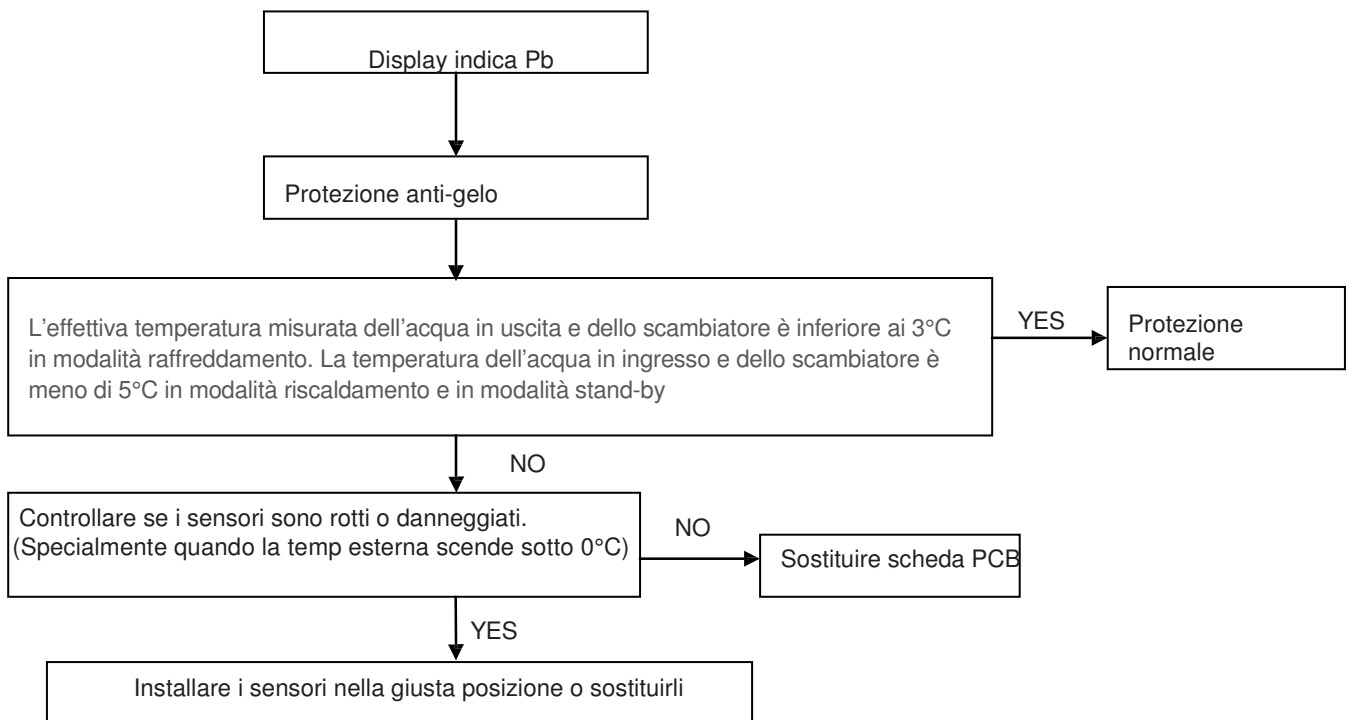 Display indica Pb
Protezione anti-gelo
L'effettiva temperatura misurata dell'acqua in uscita e dello scambiatore è inferiore ai 3°C
in modalità raffreddamento. La temperatura dell'acqua in ingresso e dello scambiatore è
meno di 5°C in modalità riscaldamento e in modalità stand-by
YES
Protezione
normale
NO
Controllare se i sensori sono rotti o danneggiati.
(Specialmente quando la temp esterna scende sotto 0°C)
NO
Sostituire scheda PCB
YES
Installare i sensori nella giusta posizione o sostituirli